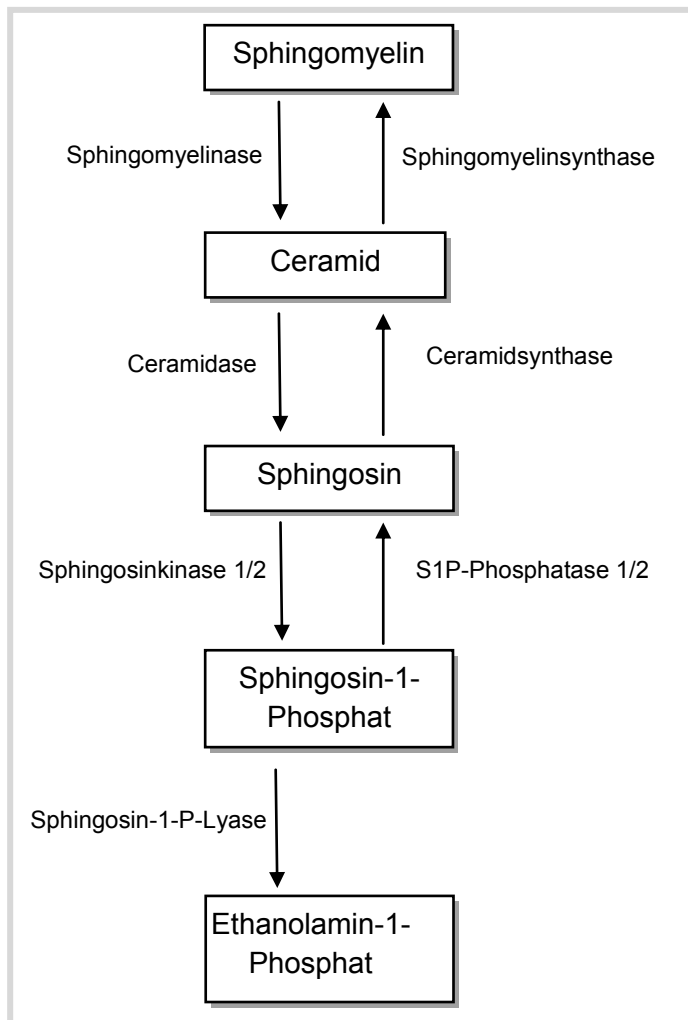 Sphingomyelin
Sphingomyelinase
Sphingomyelinsynthase
Ceramid
Ceramidase
Ceramidsynthase
Sphingosin
Sphingosinkinase 1/2
S1P-Phosphatase 1/2
Sphingosin-1-
Phosphat
Sphingosin-1-P-Lyase
Ethanolamin-1-
Phosphat